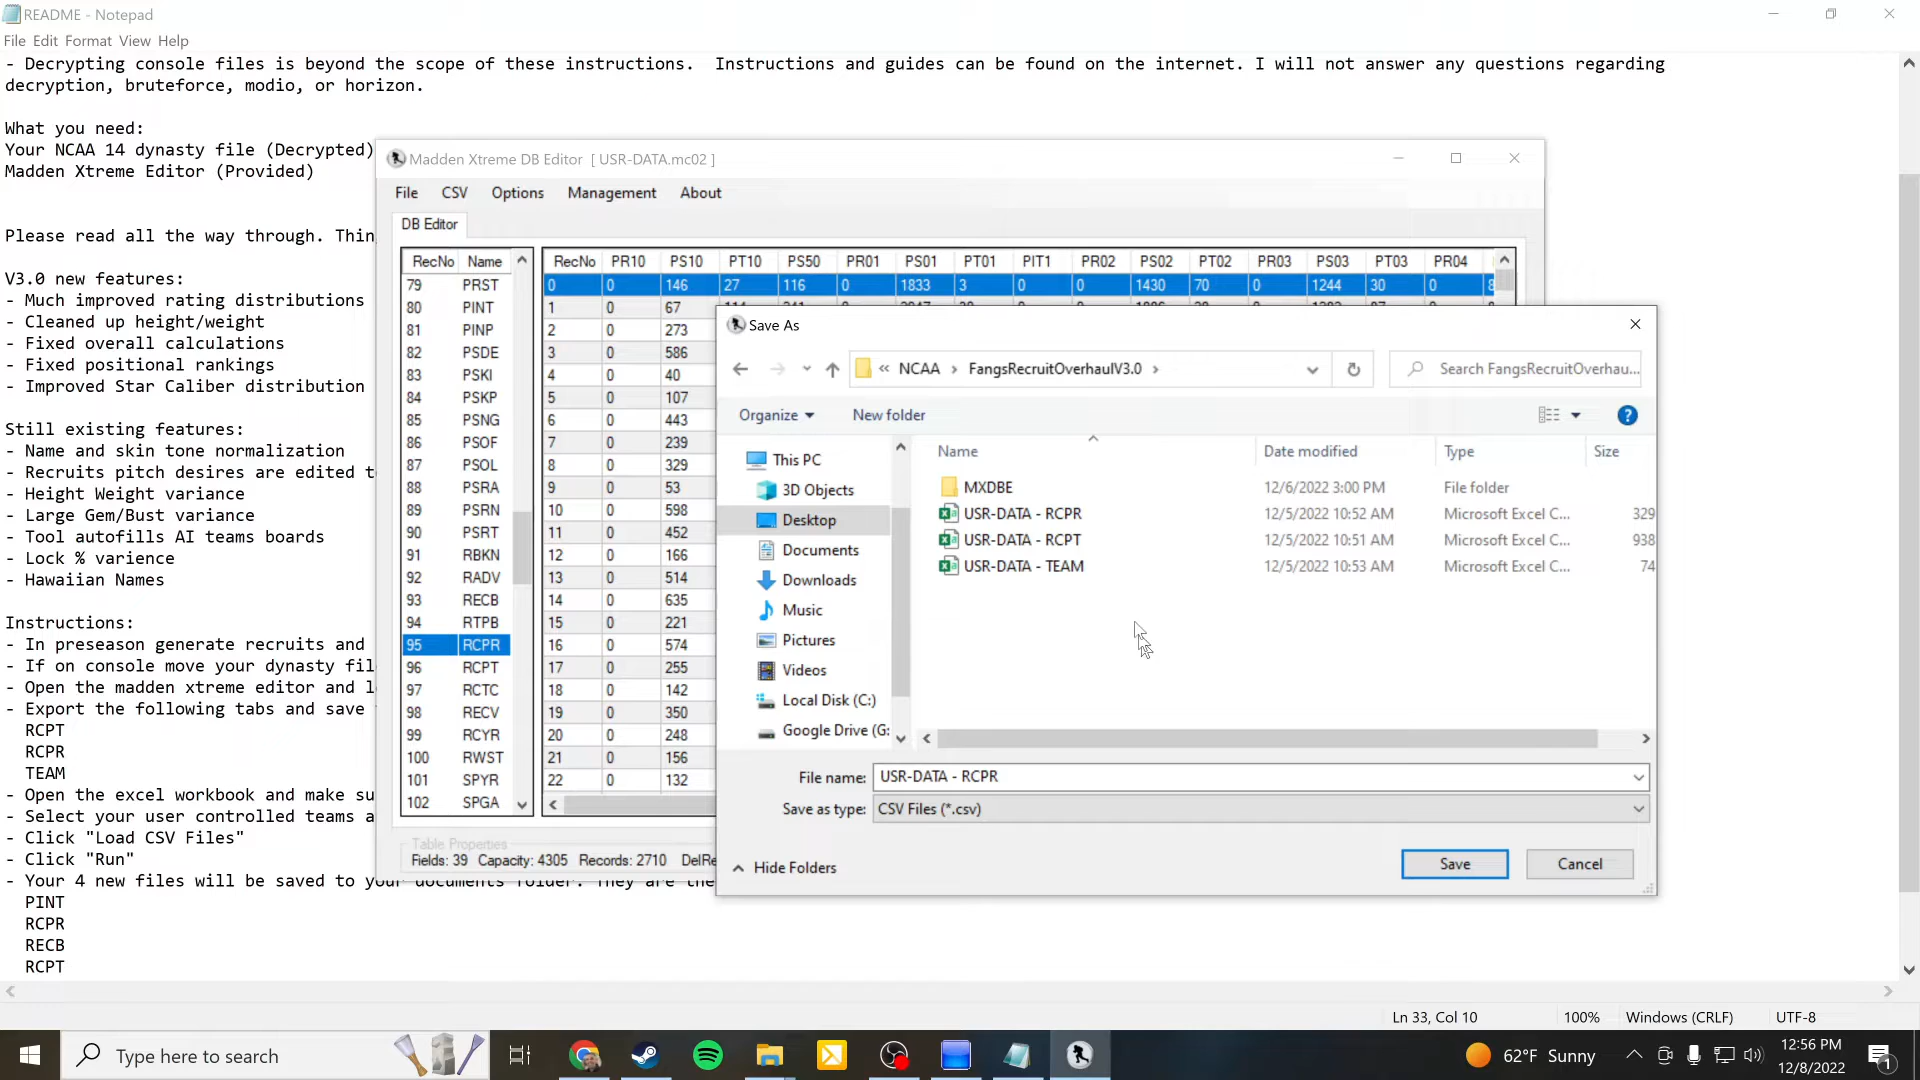 README - Notepad
File Edit Format View Help
- Decrypting console files is beyond the scope of these instructions.  Instructions and guides can be found on the internet. I will not answer any questions regarding
decryption, bruteforce, modio, or horizon.
What you need:
Your NCAA 14 dynasty file (Decrypted)
Madden Xtreme Editor (Provided)
Please read all the way through. Thin
V3.0 new features:
- Much improved rating distributions
- Cleaned up height/weight
- Fixed overall calculations
- Fixed positional rankings
- Improved Star Caliber distribution
Still existing features:
- Name and skin tone normalization
- Recruits pitch desires are edited t
- Height Weight variance
- Large Gem/Bust variance
- Tool autofills AI teams boards
- Lock % varience
- Hawaiian Names
Instructions:
- In preseason generate recruits and
- If on console move your dynasty fil
- Open the madden xtreme editor and l
- Export the following tabs and save
RCPT
RCPR
TEAM
- Open the excel workbook and make su
- Select your user controlled teams a
- Click "Load CSV Files"
- Click "Run"
- Your 4 new files will be saved to your documents folder. They are the
PINT
RCPR
RECB
RCPT
Ln 33, Col 10
100%
Windows (CRLF)
UTF-8
Madden Xtreme DB Editor [ USR-DATA.mc02 ]
File CSV Options Management About
DB Editor
RecNo Name
79 PRST
80 PINT
81 PINP
82 PSDE
83 PSKI
84 PSKP
85 PSNG
86 PSOF
87 PSOL
88 PSRA
89 PSRN
90 PSRT
91 RBKN
92 RADV
93 RECB
94 RTPB
95 RCPR
96 RCPT
97 RCTC
98 RECV
99 RCYR
100 RWST
101 SPYR
102 SPGA
RecNo PR10 PS10 PT10 PS50 PR01 PS01 PT01 PIT1 PR02 PS02 PT02 PR03 PS03 PT03 PR04
0 0 146 27 116 0 1833 3 0 0 1430 70 0 1244 30 0 8
1 0 67
2 0 273
3 0 586
4 0 40
5 0 107
6 0 443
7 0 239
8 0 329
9 0 53
10 0 598
11 0 452
12 0 166
13 0 514
14 0 635
15 0 221
16 0 574
17 0 255
18 0 142
19 0 350
20 0 248
21 0 156
22 0 132
Table Properties
Fields: 39 Capacity: 4305 Records: 2710 DelRe
Save As
« NCAA › FangsRecruitOverhaulV3.0 ›
Search FangsRecruitOverhau...
Organize New folder
This PC
3D Objects
Desktop
Documents
Downloads
Music
Pictures
Videos
Local Disk (C:)
Google Drive (G:
Name Date modified Type Size
MXDBE 12/6/2022 3:00 PM File folder
USR-DATA - RCPR 12/5/2022 10:52 AM Microsoft Excel C... 329
USR-DATA - RCPT 12/5/2022 10:51 AM Microsoft Excel C... 938
USR-DATA - TEAM 12/5/2022 10:53 AM Microsoft Excel C... 74
File name: USR-DATA - RCPR
Save as type: CSV Files (*.csv)
Hide Folders
Save
Cancel
Type here to search
62°F Sunny
12:56 PM
12/8/2022
1